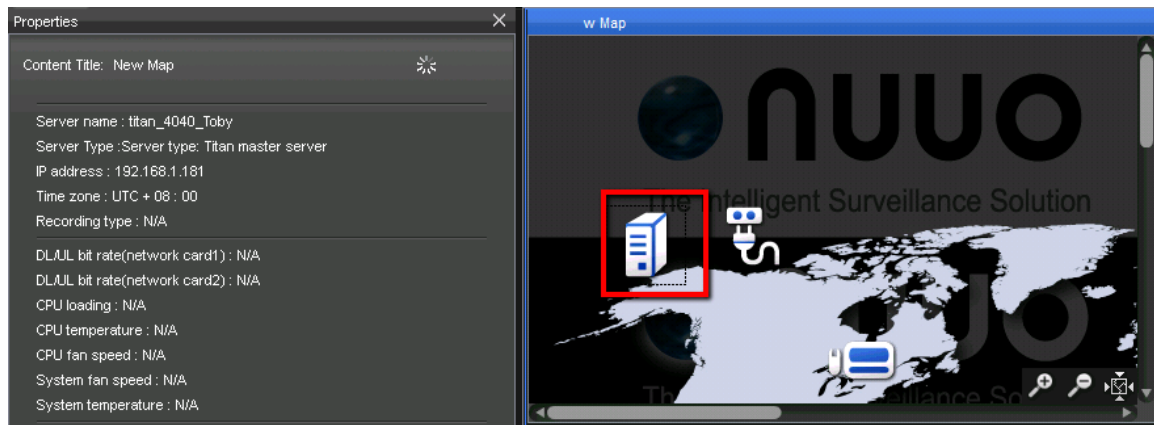 Properties
Content Title: New Map
Server name : titan_4040_Toby
Server Type :Server type: Titan master server
IP address : 192.168.1.181
Time zone : UTC + 08 : 00
Recording type : N/A
DL/UL bit rate(network card1) : N/A
DL/UL bit rate(network card2) : N/A
CPU loading : N/A
CPU temperature : N/A
CPU fan speed : N/A
System fan speed : N/A
System temperature : N/A
w Map
nuuo
The Intelligent Surveillance Solution